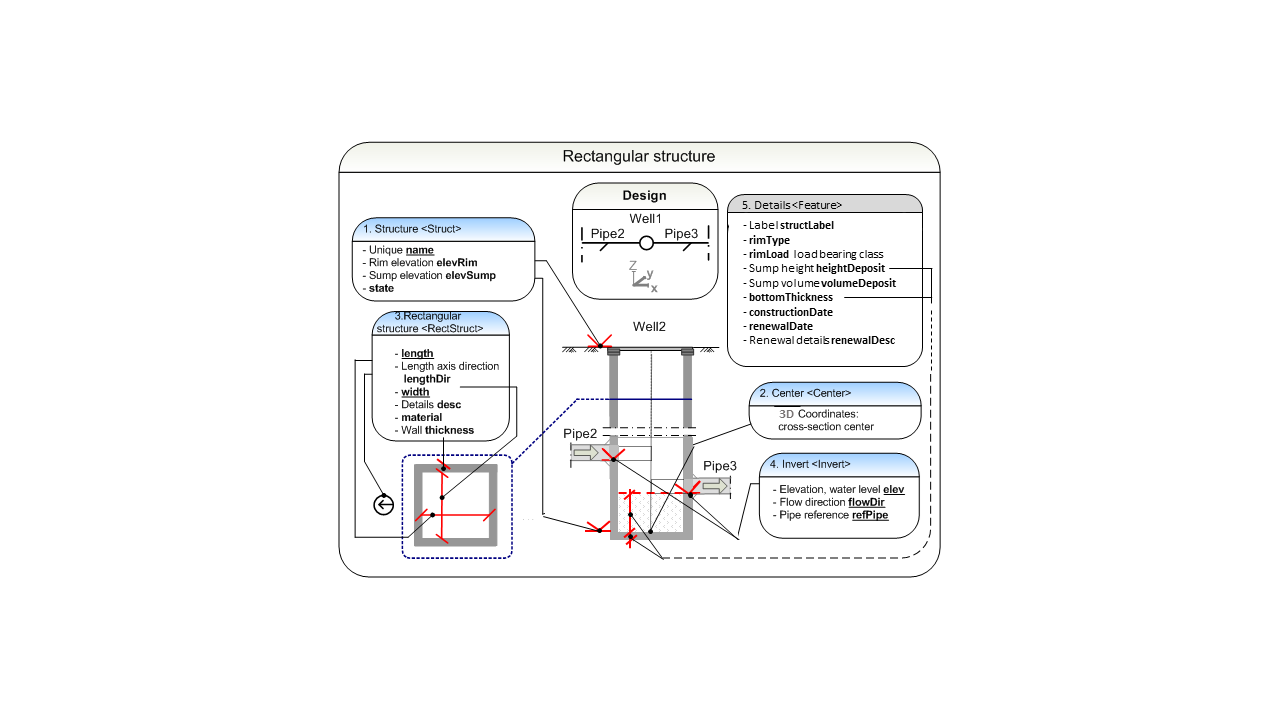 Rectangular structure
Design
Well1
Pipe2
Pipe3
Z
y
x
1. Structure <Struct>
- Unique name
- Rim elevation elevRim
- Sump elevation elevSump
- state
5. Details<Feature>
- Label structLabel
- rimType
- rimLoad load bearing class
- Sump height heightDeposit
- Sump volume volumeDeposit
- bottomThickness
- constructionDate
- renewalDate
- Renewal details renewalDesc
3.Rectangular
structure <RectStruct>
- length
- Length axis direction
lengthDir
- width
- Details desc
- material
- Wall thickness
Well2
2. Center <Center>
3D Coordinates:
cross-section center
Pipe2
Pipe3
4. Invert <Invert>
- Elevation, water level elev
- Flow direction flowDir
- Pipe reference refPipe